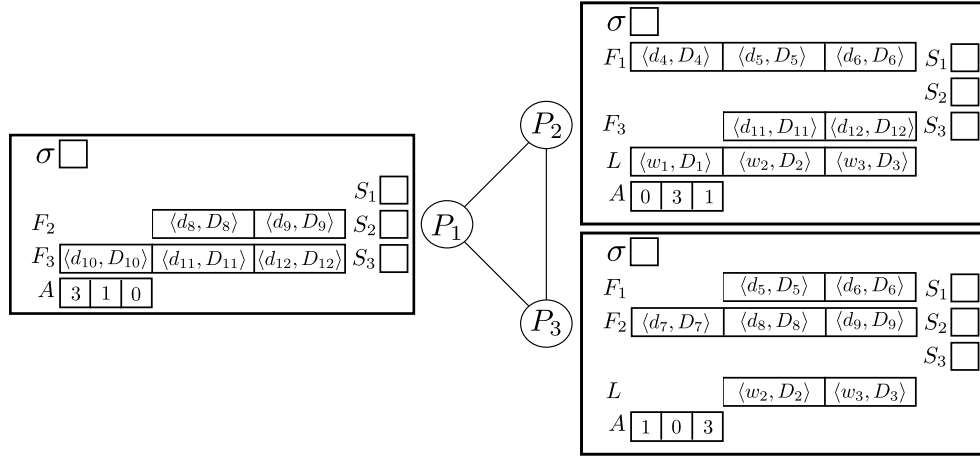 σ
S₁
F₂ ⟨d₈, D₈⟩ ⟨d₉, D₉⟩ S₂
F₃ ⟨d₁₀, D₁₀⟩ ⟨d₁₁, D₁₁⟩ ⟨d₁₂, D₁₂⟩ S₃
A 3 1 0
P₂
P₁
P₃
σ
F₁ ⟨d₄, D₄⟩ ⟨d₅, D₅⟩ ⟨d₆, D₆⟩ S₁
S₂
F₃ ⟨d₁₁, D₁₁⟩ ⟨d₁₂, D₁₂⟩ S₃
L ⟨w₁, D₁⟩ ⟨w₂, D₂⟩ ⟨w₃, D₃⟩
A 0 3 1
σ
F₁ ⟨d₅, D₅⟩ ⟨d₆, D₆⟩ S₁
F₂ ⟨d₇, D₇⟩ ⟨d₈, D₈⟩ ⟨d₉, D₉⟩ S₂
S₃
L ⟨w₂, D₂⟩ ⟨w₃, D₃⟩
A 1 0 3